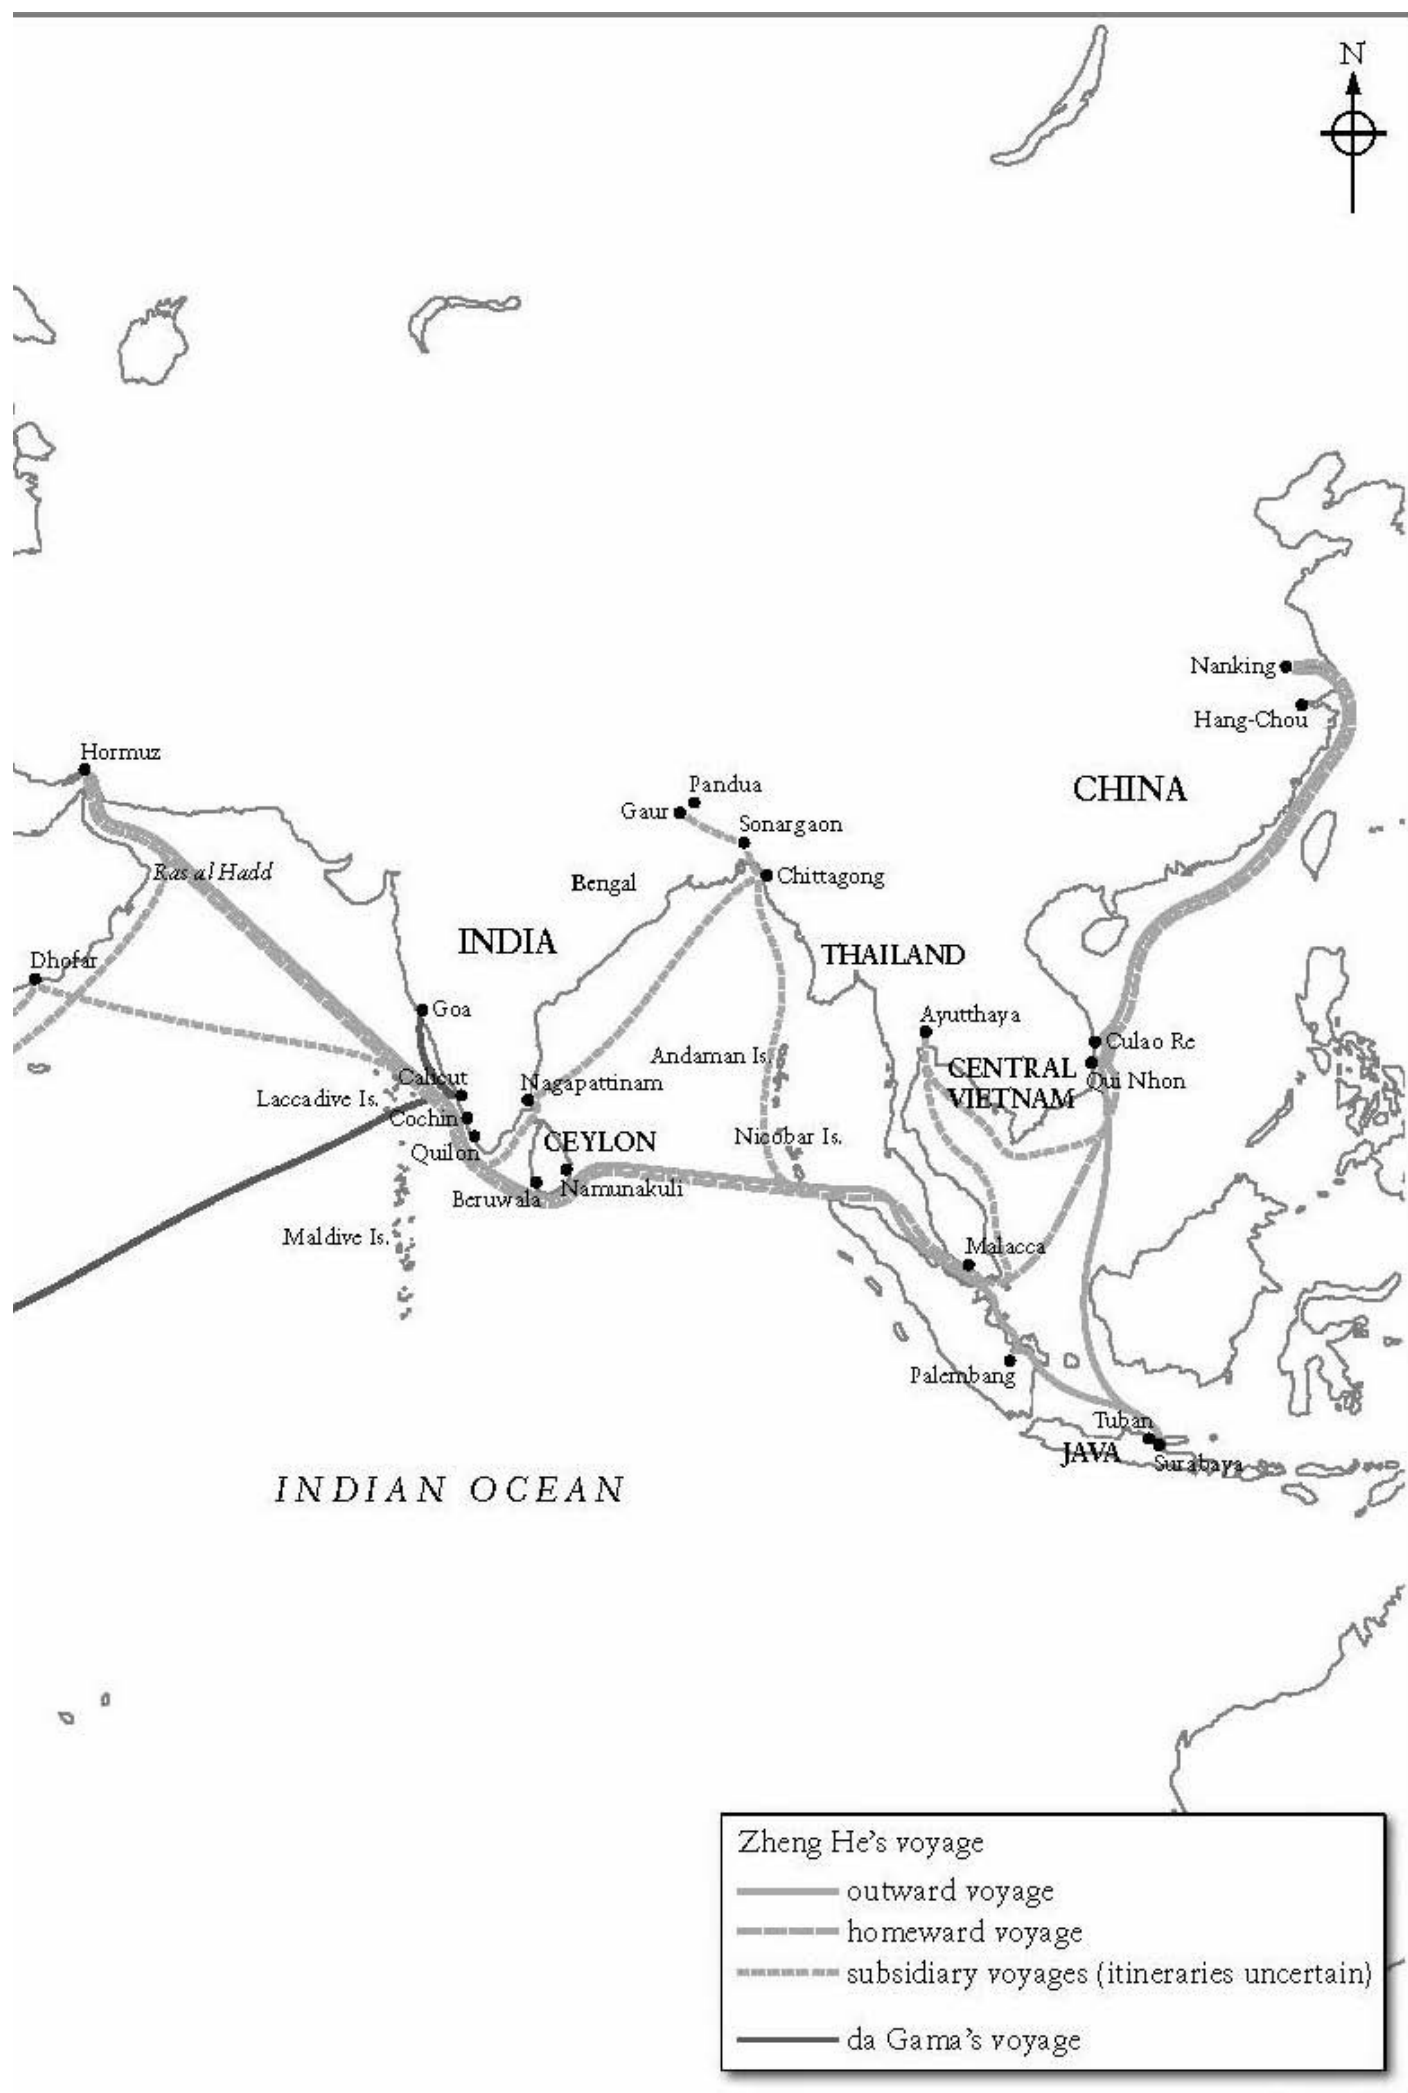 N
Nanking
Hang-Chou
Hormuz
CHINA
Pandua
Gaur
Sonargaon
Ras al Hadd
Bengal
Chittagong
INDIA
THAILAND
Dhofar
Goa
Ayutthaya
Culao Re
Andaman Is.
CENTRAL
VIETNAM
Qui Nhon
Calicut
Nagapattinam
Laccadive Is.
Cochin
Nicobar Is.
CEYLON
Quilon
Beruwala
Namunakuli
Maldive Is.
Malacca
Palembang
Tuban
JAVA
Surabaya
INDIAN OCEAN
Zheng He's voyage
outward voyage
homeward voyage
subsidiary voyages (itineraries uncertain)
da Gama's voyage